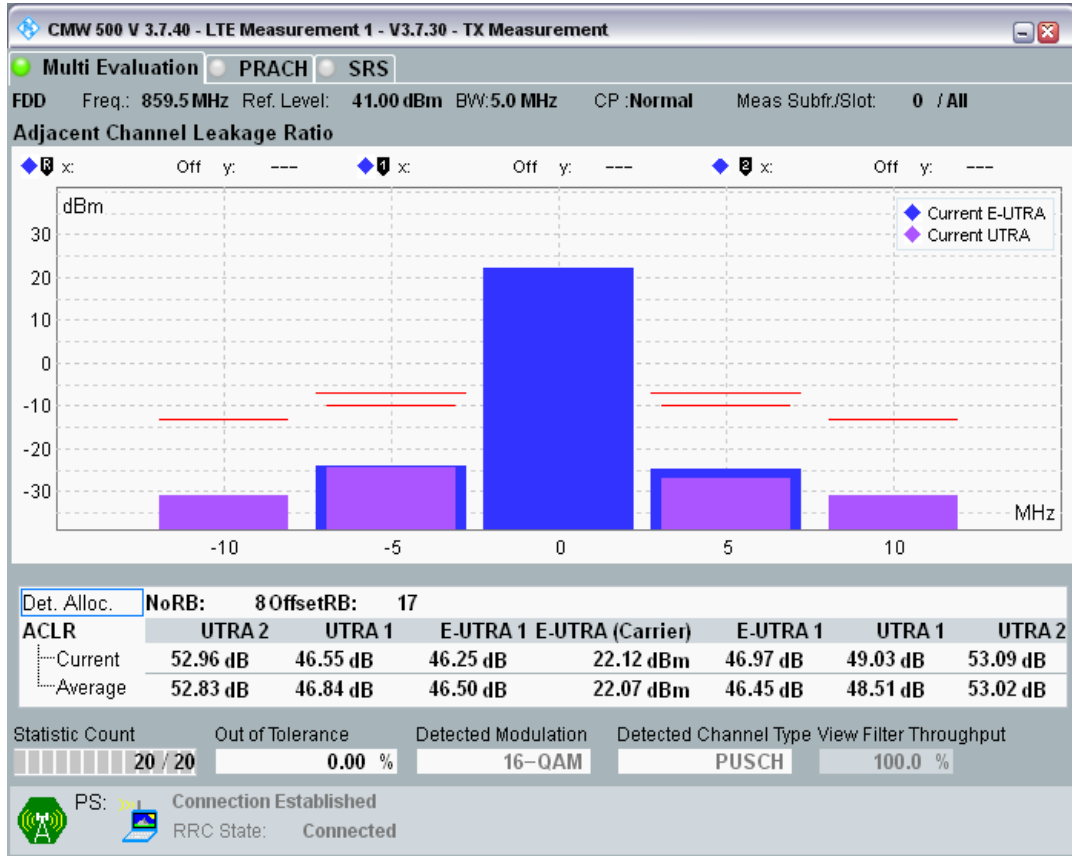 CMW 500 V 3.7.40 - LTE Measurement 1 - V3.7.30 - TX Measurement
Multi Evaluation PRACH SRS
FDD Freq.: 859.5 MHz Ref. Level: 41.00 dBm BW:5.0 MHz CP :Normal Meas Subfr./Slot: 0 / All
Adjacent Channel Leakage Ratio
R x: Off y: --- 1 x: Off y: --- 2 x: Off y: ---
dBm
Current E-UTRA
Current UTRA
30
20
10
0
-10
-20
-30
MHz
-10 -5 0 5 10
Det. Alloc. NoRB: 8 OffsetRB: 17
ACLR UTRA 2 UTRA 1 E-UTRA 1 E-UTRA (Carrier) E-UTRA 1 UTRA 1 UTRA 2
Current 52.96 dB 46.55 dB 46.25 dB 22.12 dBm 46.97 dB 49.03 dB 53.09 dB
Average 52.83 dB 46.84 dB 46.50 dB 22.07 dBm 46.45 dB 48.51 dB 53.02 dB
Statistic Count Out of Tolerance Detected Modulation Detected Channel Type View Filter Throughput
20 / 20 0.00 % 16-QAM PUSCH 100.0 %
PS: Connection Established
RRC State: Connected